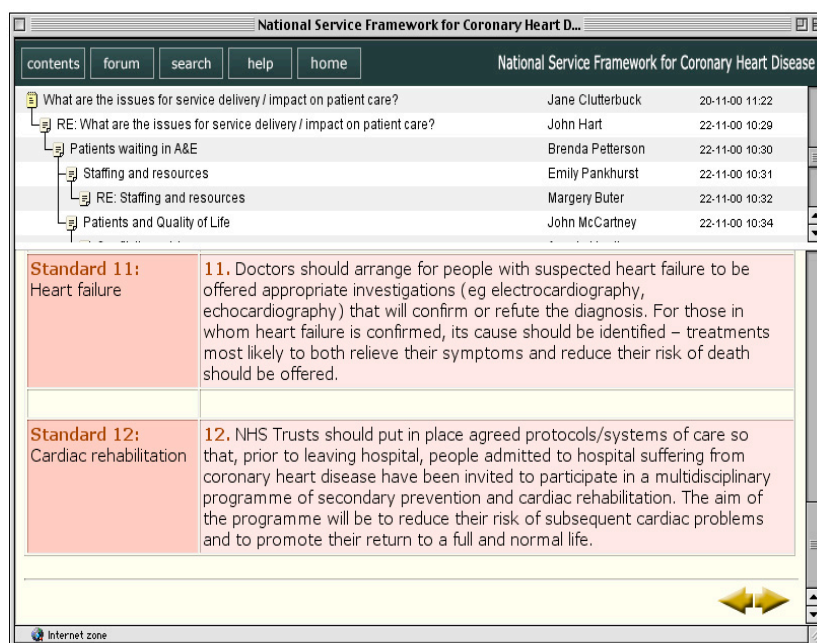 National Service Framework for Coronary Heart D...
contents forum search help home National Service Framework for Coronary Heart Disease
What are the issues for service delivery / impact on patient care? Jane Clutterbuck 20-11-00 11:22
RE: What are the issues for service delivery / impact on patient care? John Hart 22-11-00 10:29
Patients waiting in A&E Brenda Petterson 22-11-00 10:30
Staffing and resources Emily Pankhurst 22-11-00 10:31
RE: Staffing and resources Margery Buter 22-11-00 10:32
Patients and Quality of Life John McCartney 22-11-00 10:34
Standard 11:
Heart failure
11. Doctors should arrange for people with suspected heart failure to be
offered appropriate investigations (eg electrocardiography,
echocardiography) that will confirm or refute the diagnosis. For those in
whom heart failure is confirmed, its cause should be identified – treatments
most likely to both relieve their symptoms and reduce their risk of death
should be offered.
Standard 12:
Cardiac rehabilitation
12. NHS Trusts should put in place agreed protocols/systems of care so
that, prior to leaving hospital, people admitted to hospital suffering from
coronary heart disease have been invited to participate in a multidisciplinary
programme of secondary prevention and cardiac rehabilitation. The aim of
the programme will be to reduce their risk of subsequent cardiac problems
and to promote their return to a full and normal life.
Internet zone